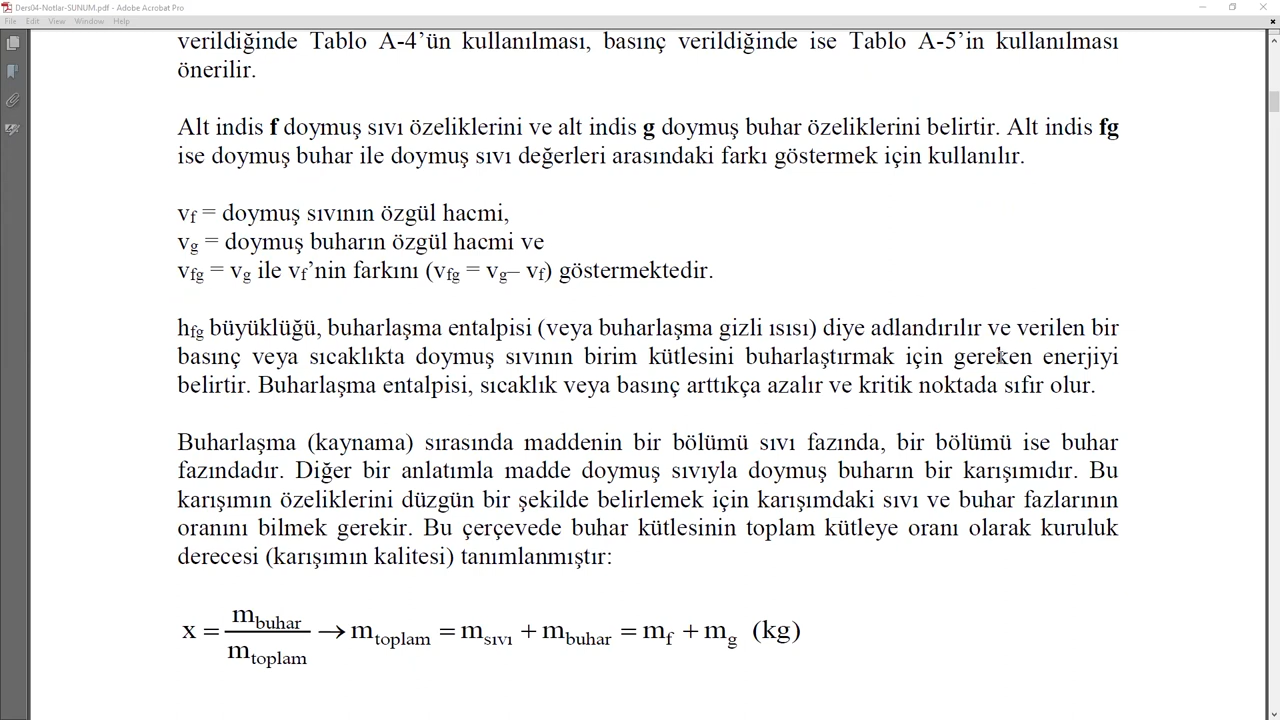 Ders04-Notlar-SUNUM.pdf - Adobe Acrobat Pro
File Edit View Window Help
verildiğinde Tablo A-4’ün kullanılması, basınç verildiğinde ise Tablo A-5’in kullanılması
önerilir.
Alt indis f doymuş sıvı özeliklerini ve alt indis g doymuş buhar özeliklerini belirtir. Alt indis fg
ise doymuş buhar ile doymuş sıvı değerleri arasındaki farkı göstermek için kullanılır.
vf = doymuş sıvının özgül hacmi,
vg = doymuş buharın özgül hacmi ve
vfg = vg ile vf’nin farkını (vfg = vg– vf) göstermektedir.
hfg büyüklüğü, buharlaşma entalpisi (veya buharlaşma gizli ısısı) diye adlandırılır ve verilen bir
basınç veya sıcaklıkta doymuş sıvının birim kütlesini buharlaştırmak için gereken enerjiyi
belirtir. Buharlaşma entalpisi, sıcaklık veya basınç arttıkça azalır ve kritik noktada sıfır olur.
Buharlaşma (kaynama) sırasında maddenin bir bölümü sıvı fazında, bir bölümü ise buhar
fazındadır. Diğer bir anlatımla madde doymuş sıvıyla doymuş buharın bir karışımıdır. Bu
karışımın özeliklerini düzgün bir şekilde belirlemek için karışımdaki sıvı ve buhar fazlarının
oranını bilmek gerekir. Bu çerçevede buhar kütlesinin toplam kütleye oranı olarak kuruluk
derecesi (karışımın kalitesi) tanımlanmıştır:
x = mbuhar / mtoplam → mtoplam = msıvı + mbuhar = mf + mg (kg)